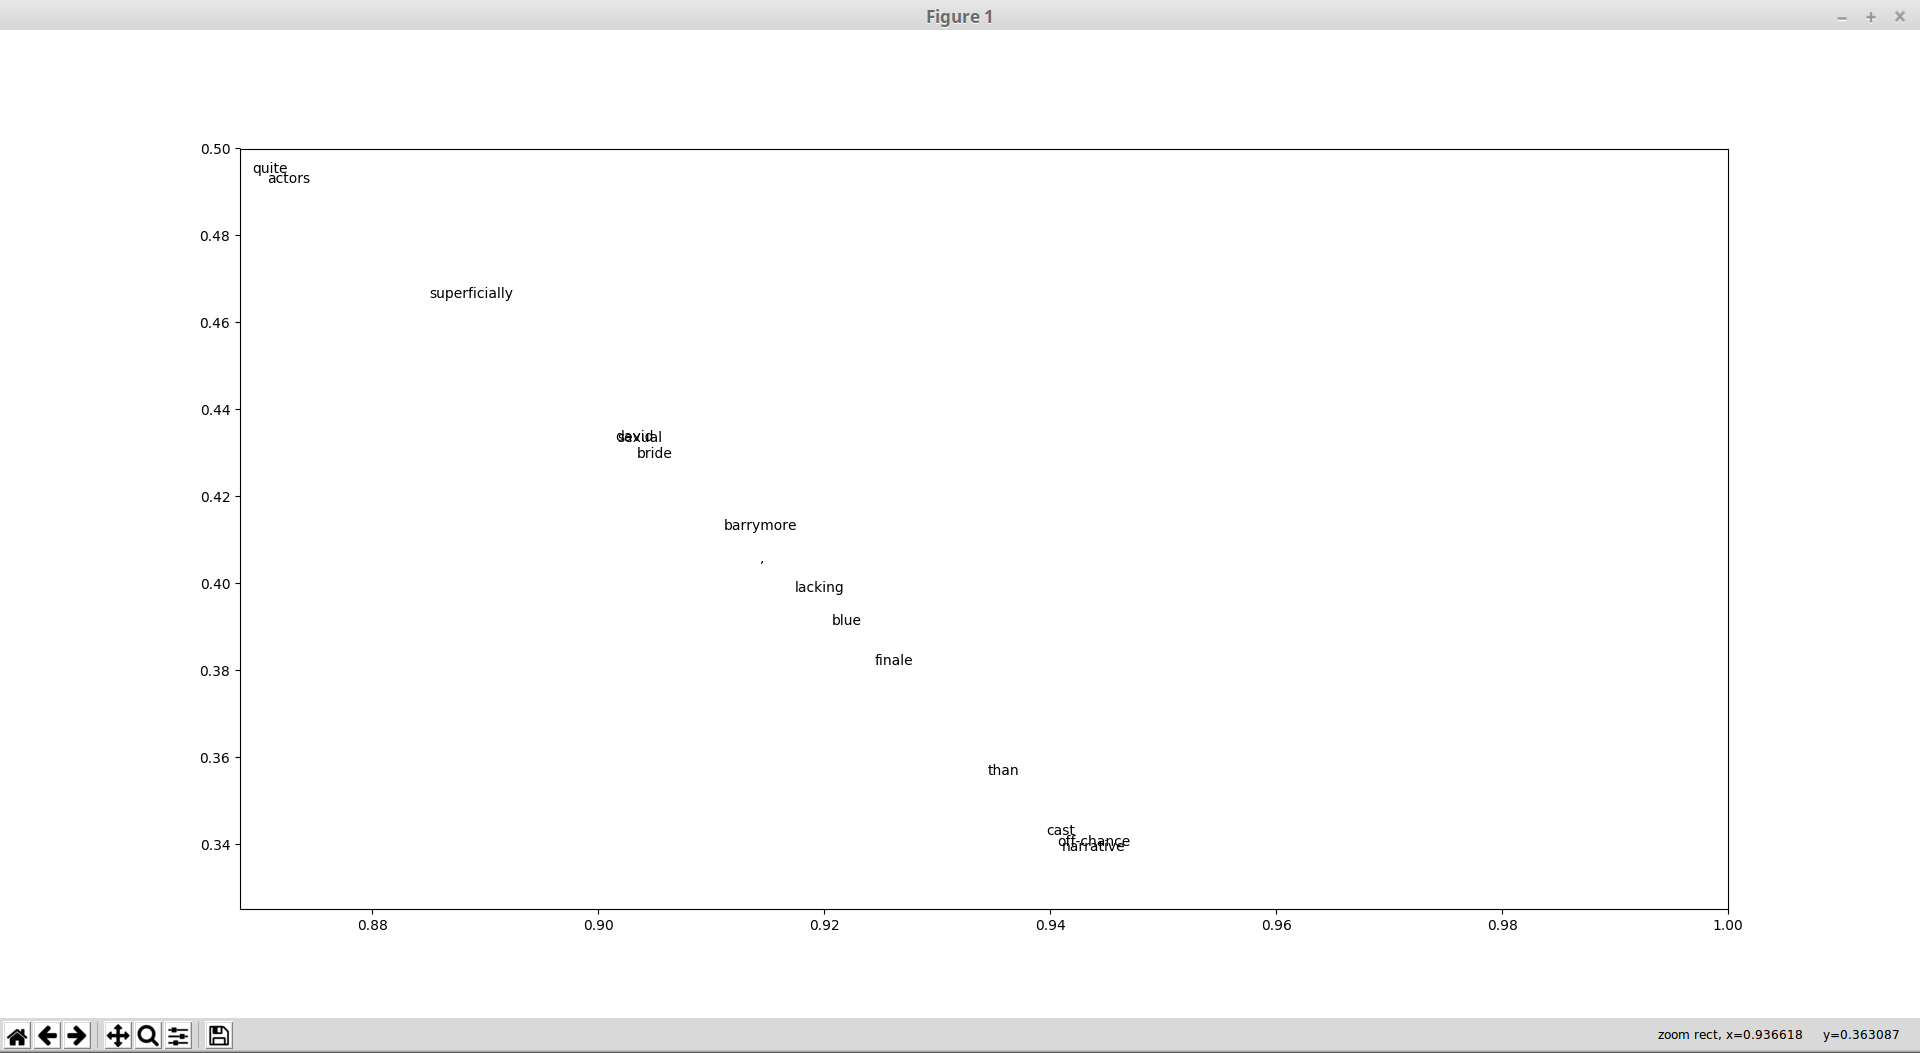 Figure 1
0.50
quite
actors
0.48
superficially
0.46
0.44
david
sexual
bride
0.42
barrymore
,
0.40
lacking
blue
0.38
finale
0.36
than
cast
off-chance
narrative
0.34
0.88 0.90 0.92 0.94 0.96 0.98 1.00
zoom rect, x=0.936618 y=0.363087